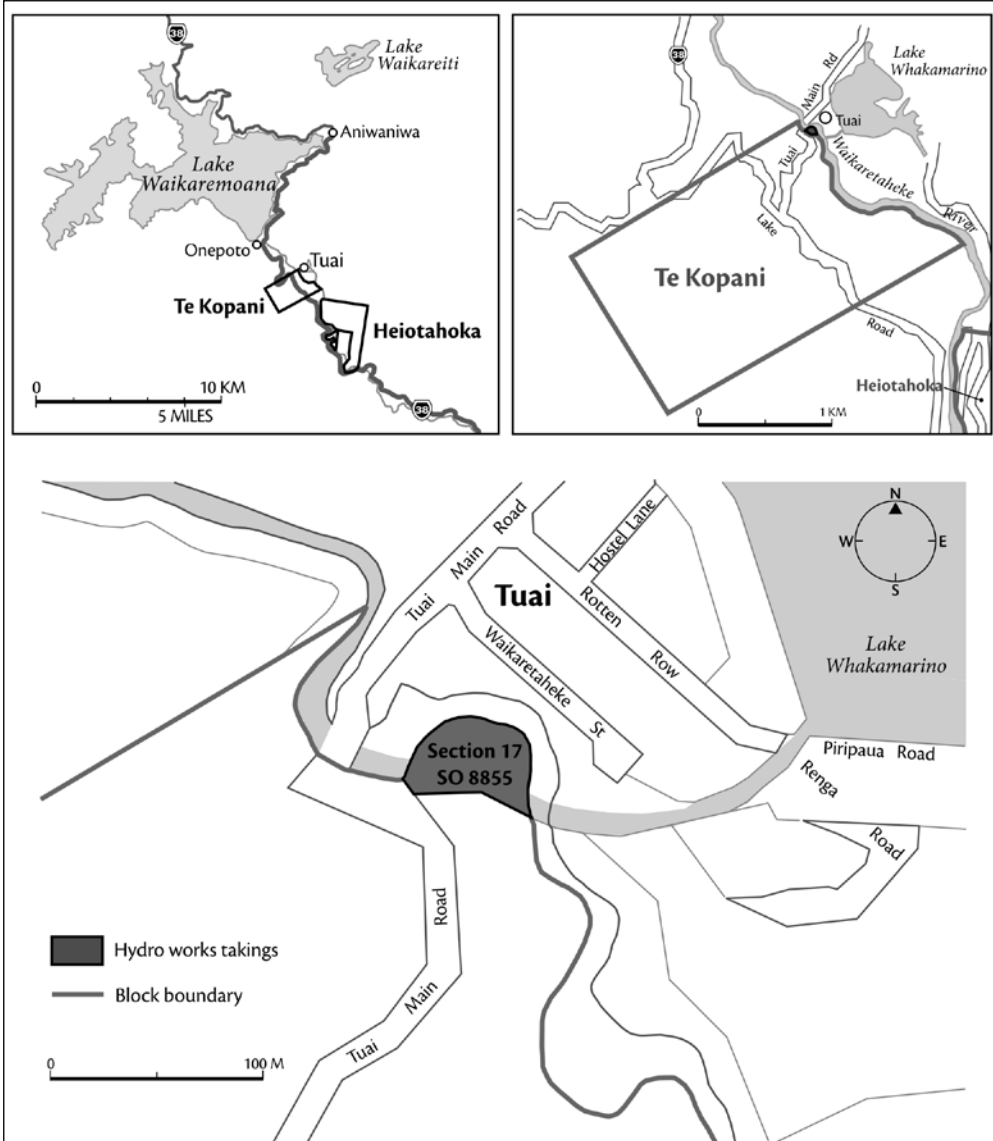 38
Lake
Waikareiti
Aniwaniwa
Lake
Waikaremoana
Onepoto
Tuai
Te Kopani
Heiotahoka
0
10 KM
5 MILES
38
38
Main Rd
Lake
Whakamarino
Tuai
Tuai
Waikaretaheke
River
Lake
Te Kopani
Road
Heiotahoka
0
1 KM
Tuai Main Road
Hostel Lane
N
W
E
S
Tuai
Rotten Row
Waikaretaheke St
Lake
Whakamarino
Section 17
SO 8855
Piripaua Road
Renga
Road
Road
Main
Tuai
Hydro works takings
Block boundary
0
100 M